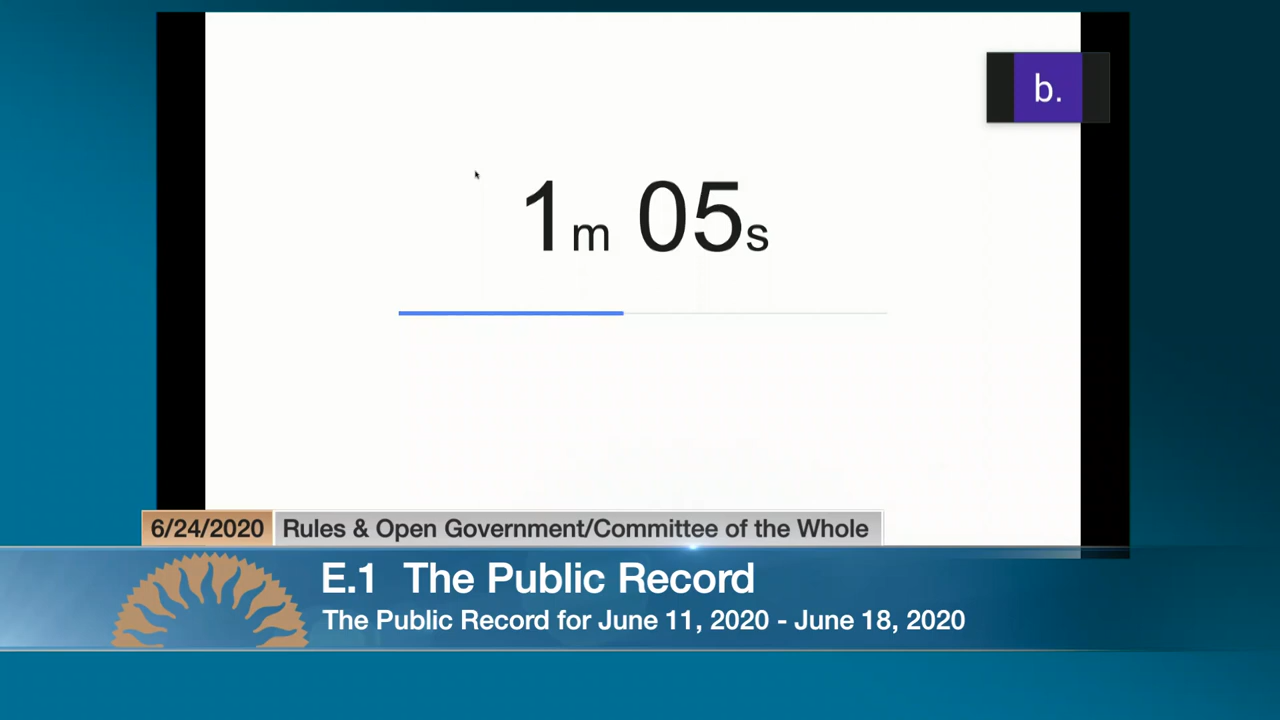 b.
1m 05s
6/24/2020 Rules & Open Government/Committee of the Whole
E.1 The Public Record
The Public Record for June 11, 2020 - June 18, 2020